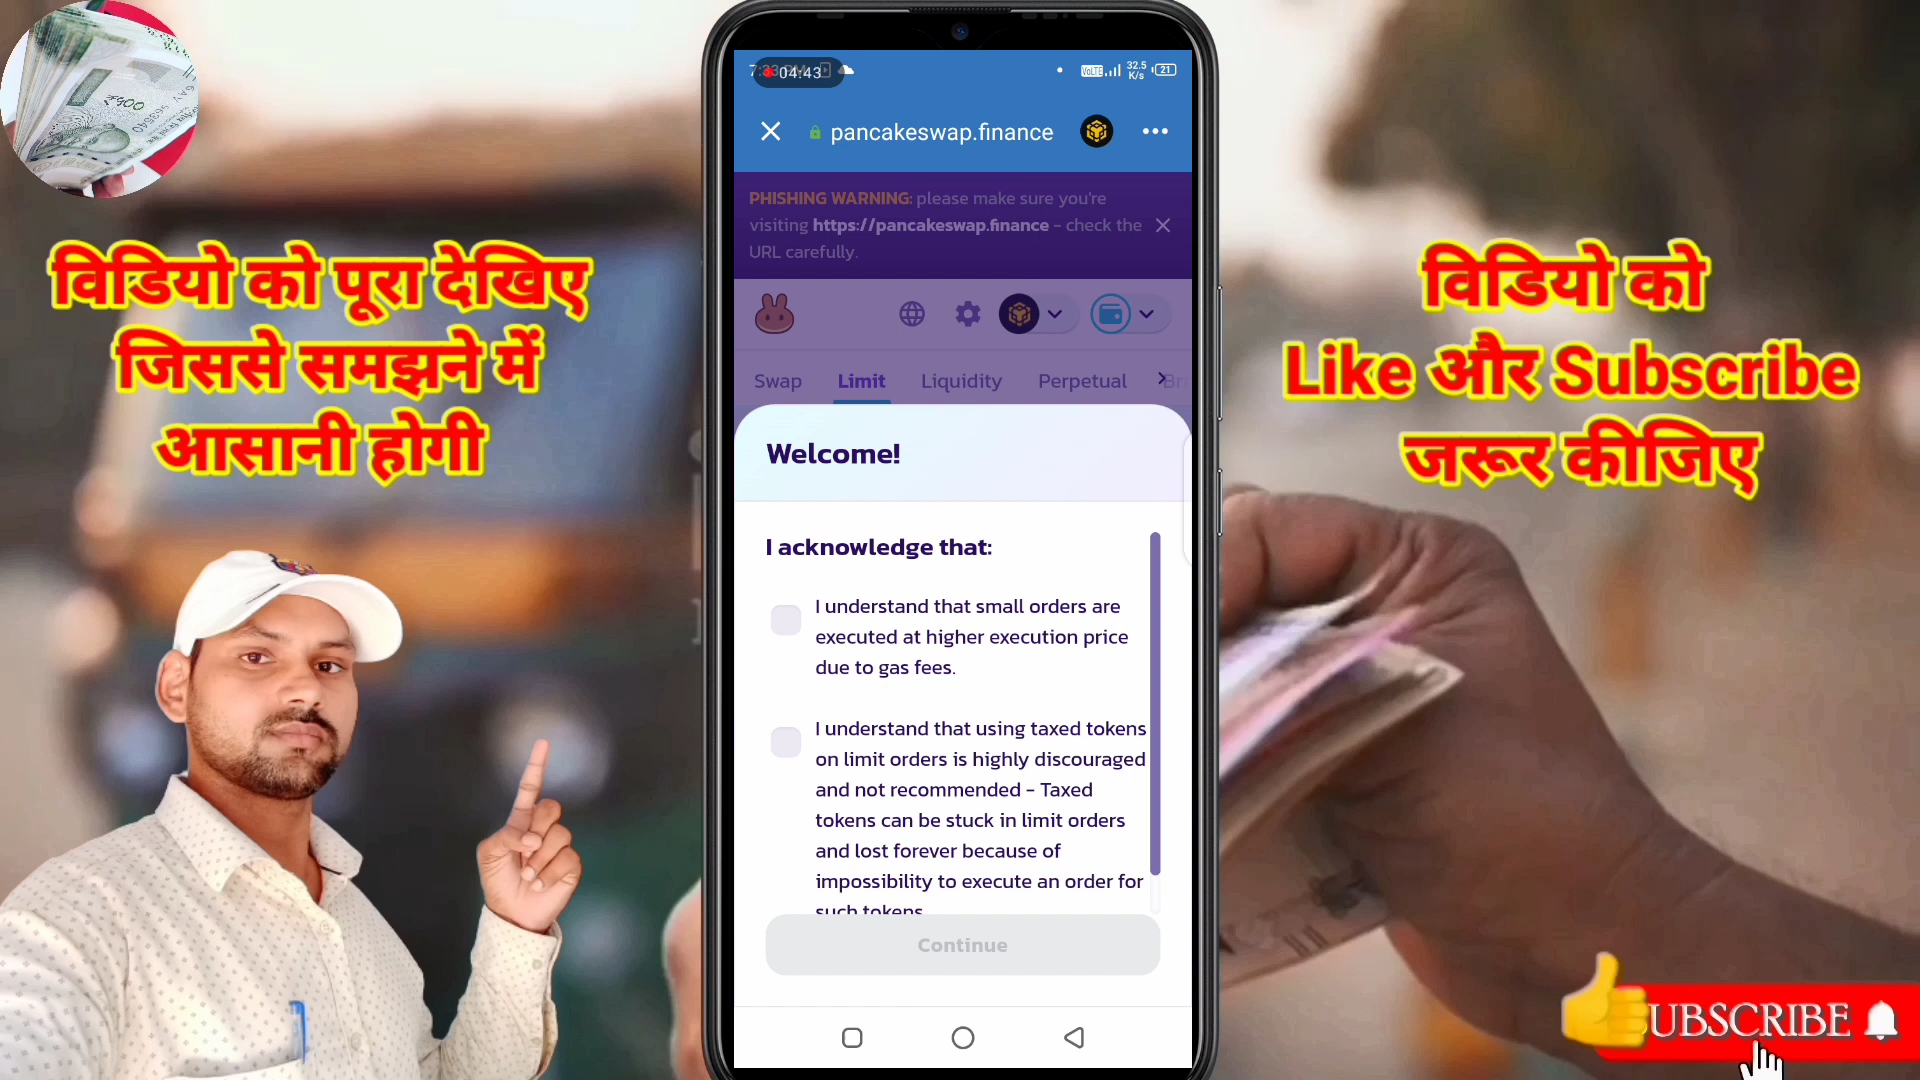 विडियो को पूरा देखिए
जिससे समझने में
आसानी होगी
04:43
VoLTE
32.5
K/s
21
pancakeswap.finance
PHISHING WARNING: please make sure you're
visiting https://pancakeswap.finance - check the
URL carefully.
Swap Limit Liquidity Perpetual
Welcome!
I acknowledge that:
I understand that small orders are
executed at higher execution price
due to gas fees.
I understand that using taxed tokens
on limit orders is highly discouraged
and not recommended - Taxed
tokens can be stuck in limit orders
and lost forever because of
impossibility to execute an order for
such tokens
Continue
विडियो को
Like और Subscribe
जरूर कीजिए
UBSCRIBE